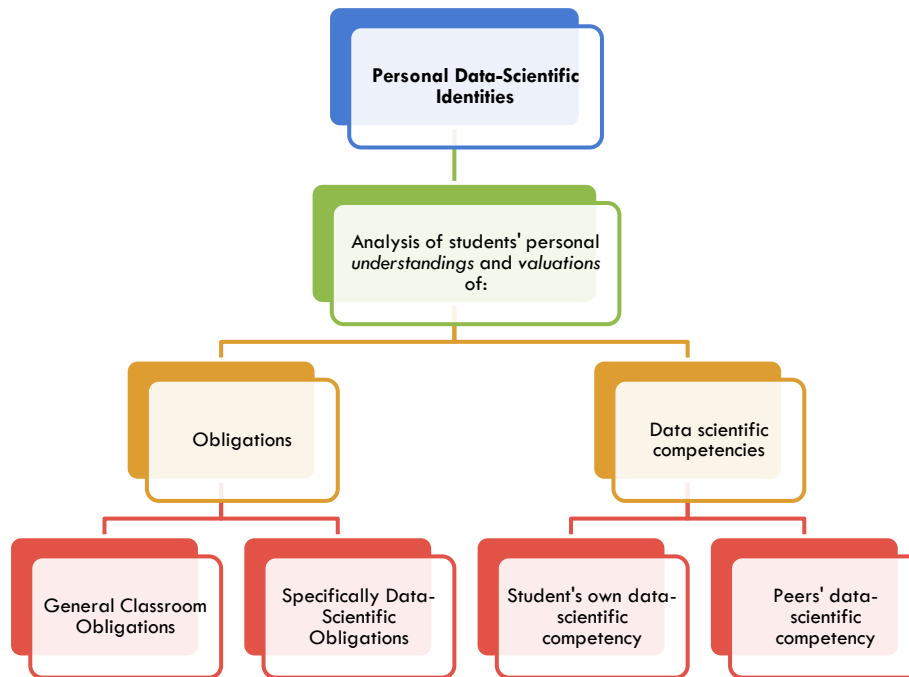 Personal Data-Scientific
Identities
Analysis of students' personal
understandings and valuations
of:
Obligations
Data scientific
competencies
General Classroom
Obligations
Specifically Data-
Scientific
Obligations
Student's own data-
scientific
competency
Peers' data-
scientific
competency